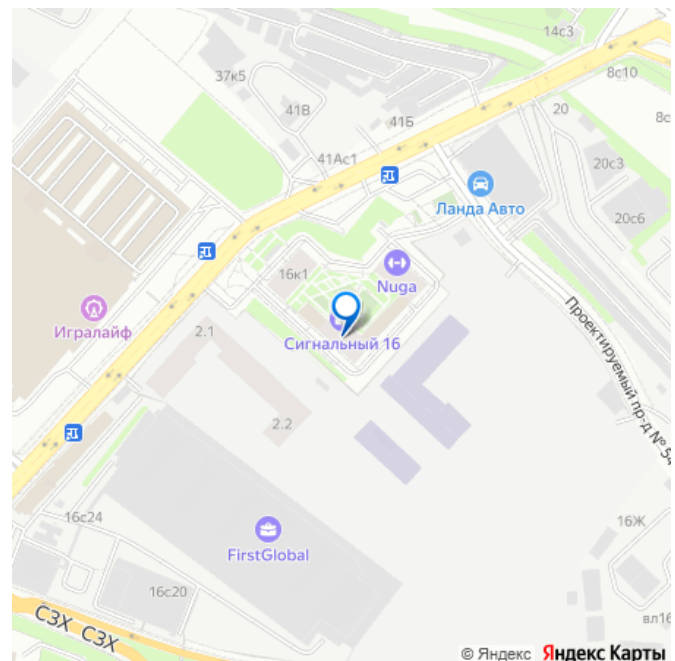 14с3
37к5
8с10
41В
41Б
20
8с
41Ас1
20с3
Ланда Авто
20с6
16к1
Nuga
Игралайф
2.1
Сигнальный 16
Проектируемый пр-д № 54
2.2
16с24
16Ж
FirstGlobal
16с20
СЗХ СЗХ
вл16
© Яндекс Яндекс Карты